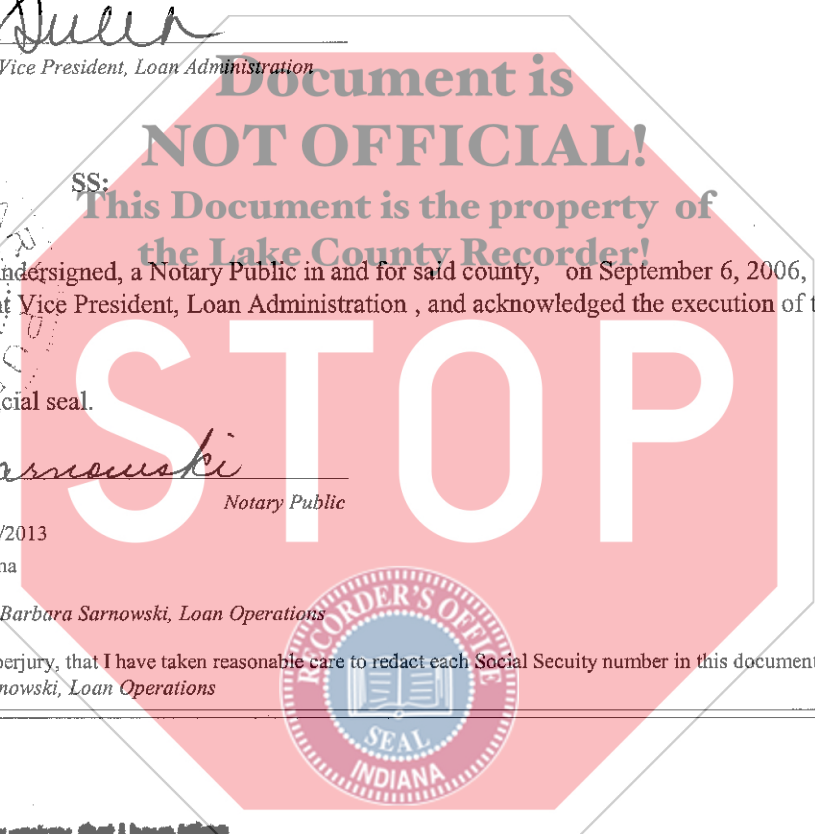 Vice President, Loan Administration
Document is
NOT OFFICIAL!
SS:
This Document is the property of
the Lake County Recorder!
ndersigned, a Notary Public in and for said county, on September 6, 2006,
t Vice President, Loan Administration , and acknowledged the execution of t
STOP
cial seal.
arnowski
Notary Public
/2013
na
Barbara Sarnowski, Loan Operations
perjury, that I have taken reasonable care to redact each Social Secuity number in this document
nowski, Loan Operations
RECORDER'S OFFICE
SEAL
INDIANA